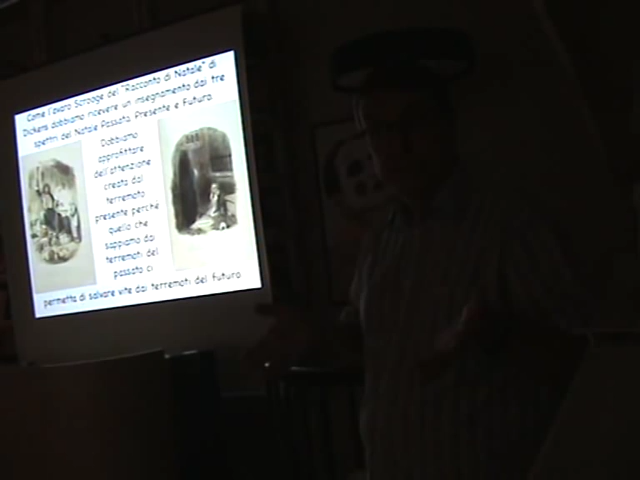 Come l'avaro Scrooge del "Racconto di Natale" di
Dickens dobbiamo ricevere un insegnamento dai tre
spettri del Natale Passato, Presente e Futuro.
Dobbiamo
approfittare
dell'attenzione
creata dal
terremoto
presente perché
quello che
sappiamo dai
terremoti del
passato ci
permetta di salvare vite dai terremoti del futuro